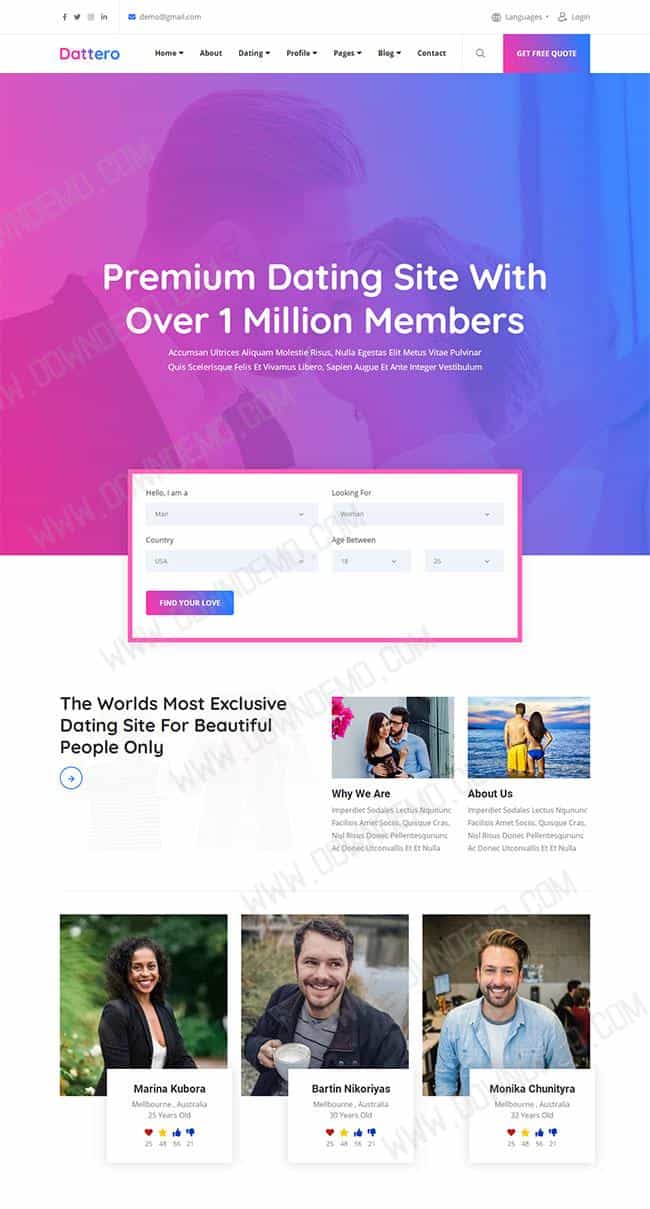 demo@gmail.com
Languages
Login
Dattero
Home
About
Dating
Profile
Pages
Blog
Contact
GET FREE QUOTE
Premium Dating Site With
Over 1 Million Members
Accumsan Ultrices Aliquam Molestie Risus, Nulla Egestas Elit Metus Vitae Pulvinar
Quis Scelerisque Felis Et Vivamus Libero, Sapien Augue Et Ante Integer Vestibulum
Hello, I am a
Looking For
Man
Woman
Country
Age Between
USA
18
25
FIND YOUR LOVE
The Worlds Most Exclusive
Dating Site For Beautiful
People Only
Why We Are
Imperdiet Sodales Lectus Nqununc
Facilisis Amet Sociis, Quisque Cras,
Nisl Risus Donec Pellentesqununc
Ac Donec Utconvallis Et Et Nulla
About Us
Imperdiet Sodales Lectus Nqununc
Facilisis Amet Sociis, Quisque Cras,
Nisl Risus Donec Pellentesqununc
Ac Donec Utconvallis Et Et Nulla
Marina Kubora
Mellbourne , Australia
25 Years Old
25 48 56 21
Bartin Nikoriyas
Mellbourne , Australia
30 Years Old
25 48 56 21
Monika Chunityra
Mellbourne , Australia
32 Years Old
25 48 56 21
WWW.DOWNDEMO.COM